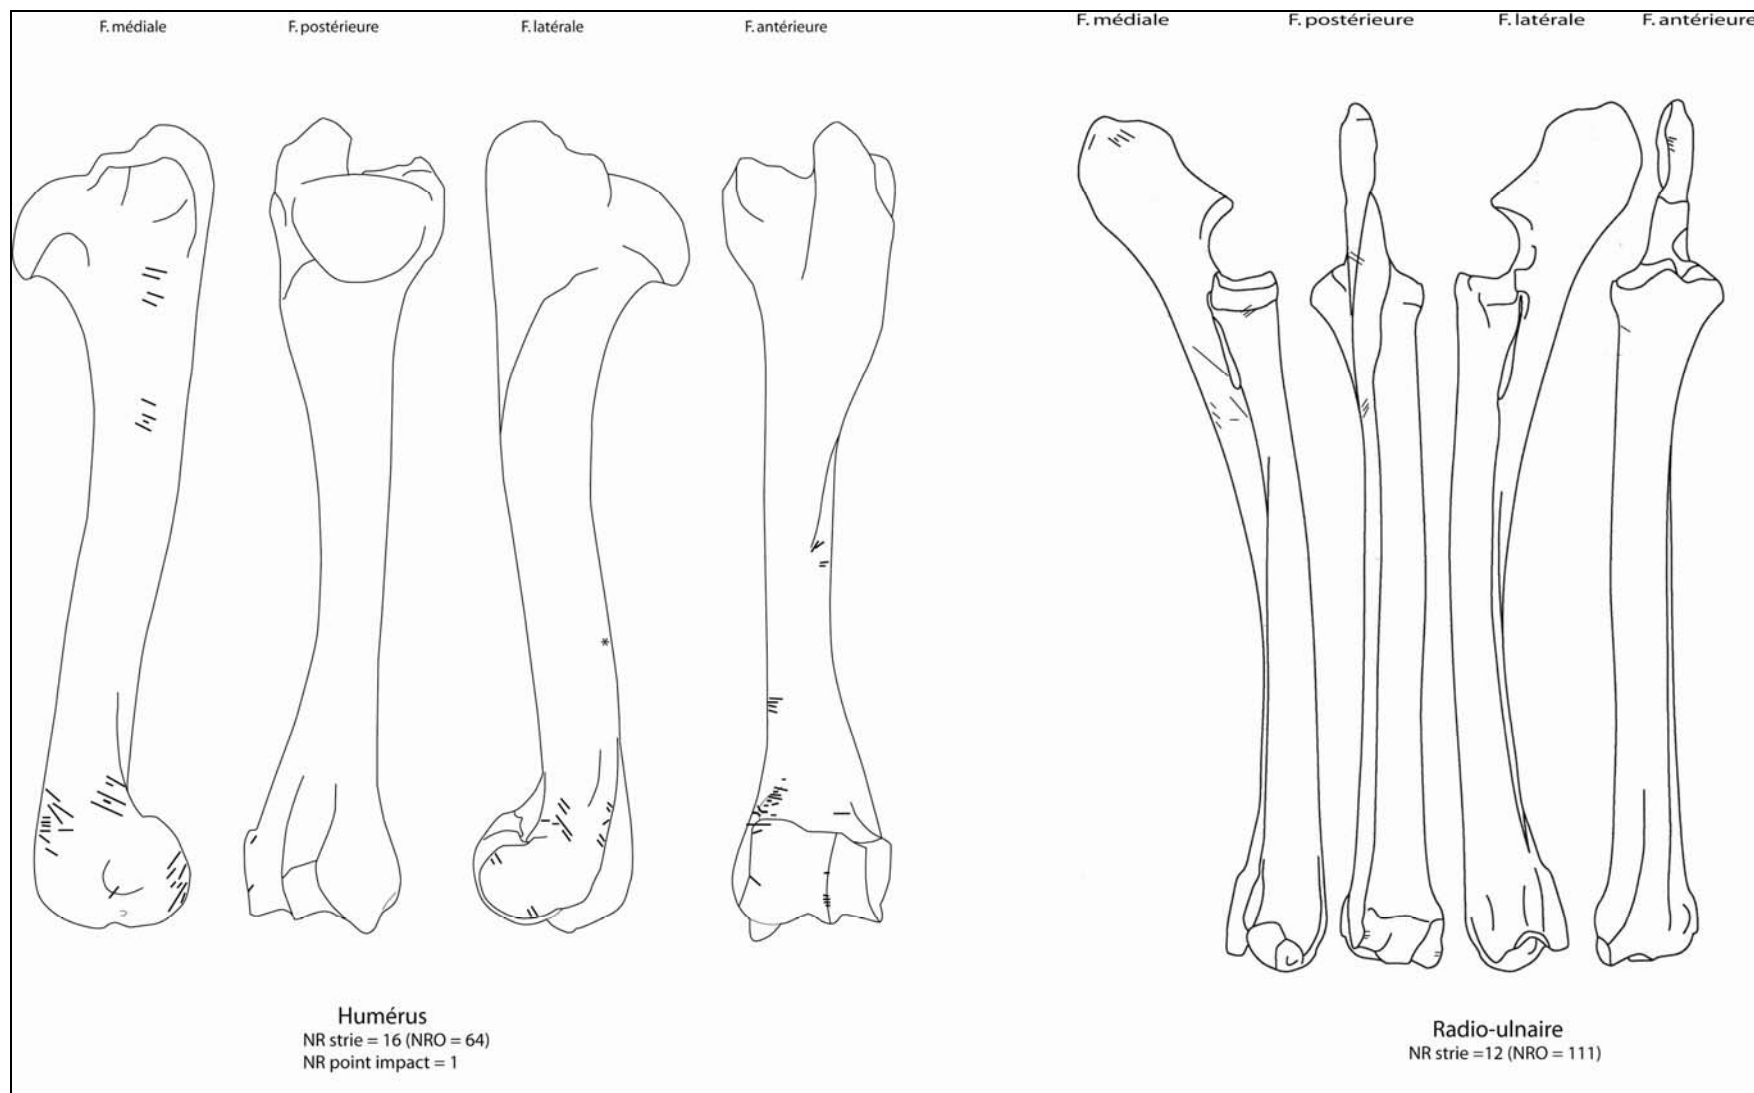 F. médiale F. postérieure F. latérale F. antérieure
F. médiale F. postérieure F. latérale F. antérieure
Humérus
NR strie = 16 (NRO = 64)
NR point impact = 1
Radio-ulnaire
NR strie =12 (NRO = 111)